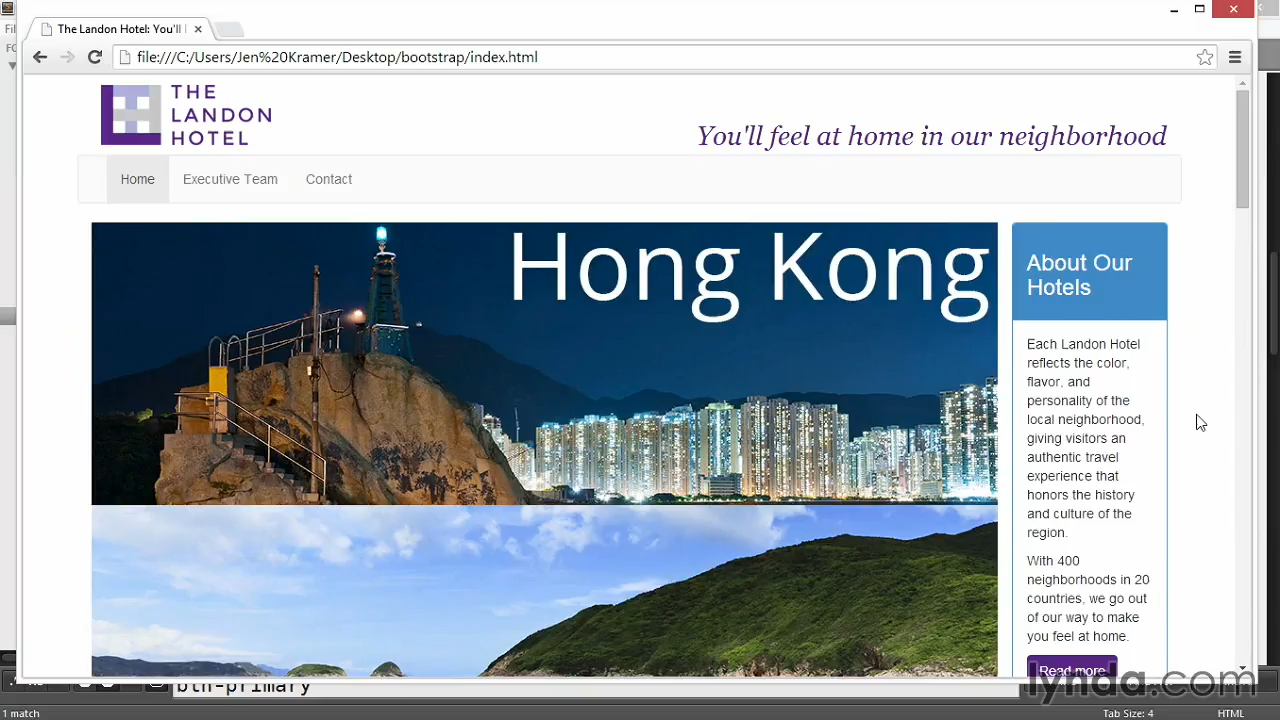 The Landon Hotel: You'll
file:///C:/Users/Jen%20Kramer/Desktop/bootstrap/index.html
THE
LANDON
HOTEL
You'll feel at home in our neighborhood
Home Executive Team Contact
Hong Kong
About Our
Hotels
Each Landon Hotel
reflects the color,
flavor, and
personality of the
local neighborhood,
giving visitors an
authentic travel
experience that
honors the history
and culture of the
region.
With 400
neighborhoods in 20
countries, we go out
of our way to make
you feel at home.
Read more
btn-primary
lynda.com
1 match Tab Size: 4 HTML